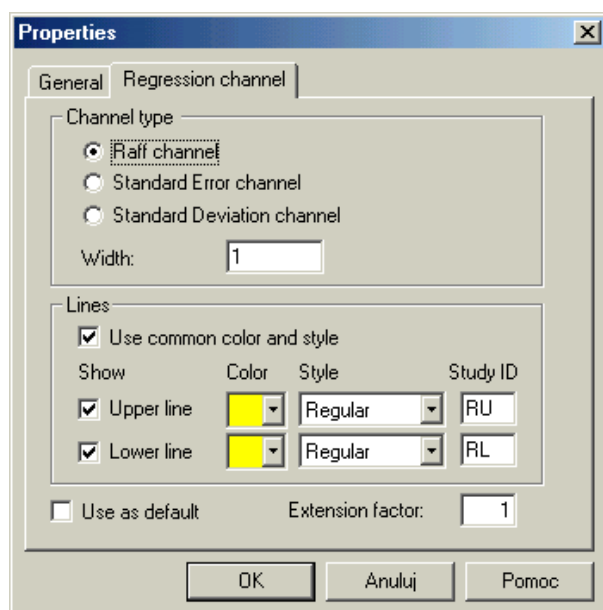 Properties
General Regression channel
Channel type
Raff channel
Standard Error channel
Standard Deviation channel
Width: 1
Lines
Use common color and style
Show Color Style Study ID
Upper line Regular RU
Lower line Regular RL
Use as default Extension factor: 1
OK Anuluj Pomoc